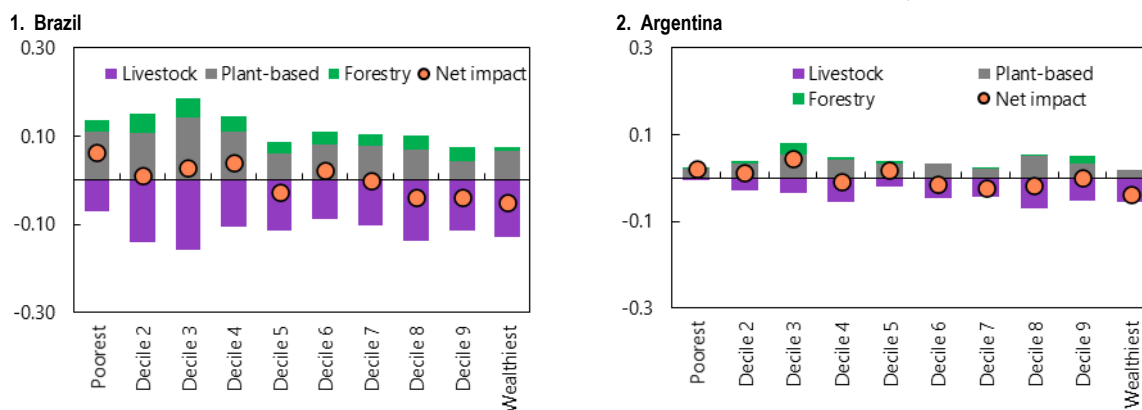 1. Brazil
0.30
0.10
-0.10
-0.30
Livestock Plant-based Forestry Net impact
Poorest
Decile 2
Decile 3
Decile 4
Decile 5
Decile 6
Decile 7
Decile 8
Decile 9
Wealthiest
2. Argentina
0.3
0.1
-0.1
-0.3
Livestock Plant-based
Forestry Net impact
Poorest
Decile 2
Decile 3
Decile 4
Decile 5
Decile 6
Decile 7
Decile 8
Decile 9
Wealthiest